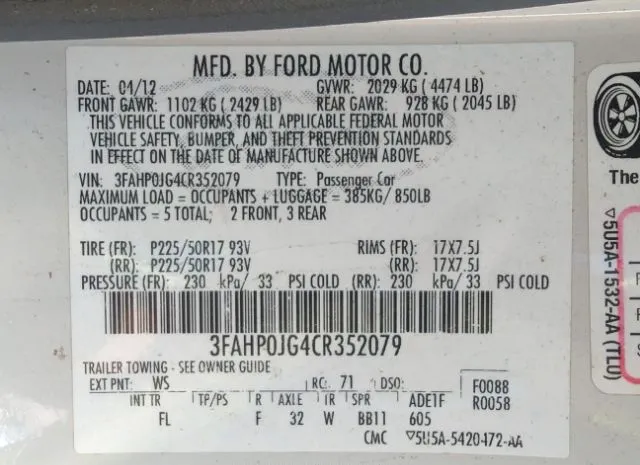 MFD. BY FORD MOTOR CO.
DATE: 04/12 GVWR: 2029 KG ( 4474 LB)
FRONT GAWR: 1102 KG ( 2429 LB) REAR GAWR: 928 KG ( 2045 LB)
THIS VEHICLE CONFORMS TO ALL APPLICABLE FEDERAL MOTOR
VEHICLE SAFETY, BUMPER, AND THEFT PREVENTION STANDARDS
IN EFFECT ON THE DATE OF MANUFACTURE SHOWN ABOVE.
VIN: 3FAHP0JG4CR352079 TYPE: Passenger Car
MAXIMUM LOAD = OCCUPANTS + LUGGAGE = 385KG/ 850LB
OCCUPANTS = 5 TOTAL; 2 FRONT, 3 REAR
TIRE (FR): P225/50R17 93V RIMS (FR): 17X7.5J
(RR): P225/50R17 93V (RR): 17X7.5J
PRESSURE (FR): 230 kPa/ 33 PSI COLD (RR): 230 kPa/ 33 PSI COLD
3FAHP0JG4CR352079
TRAILER TOWING - SEE OWNER GUIDE
EXT PNT: WS RC: 71 DSO: F0088
INT TR TP/PS R AXLE TR SPR ADE1F R0058
FL F 32 W BB11 605
CMC ▽5U5A-5420472-AA
The
▽5U5A-1532-AA (TL0)